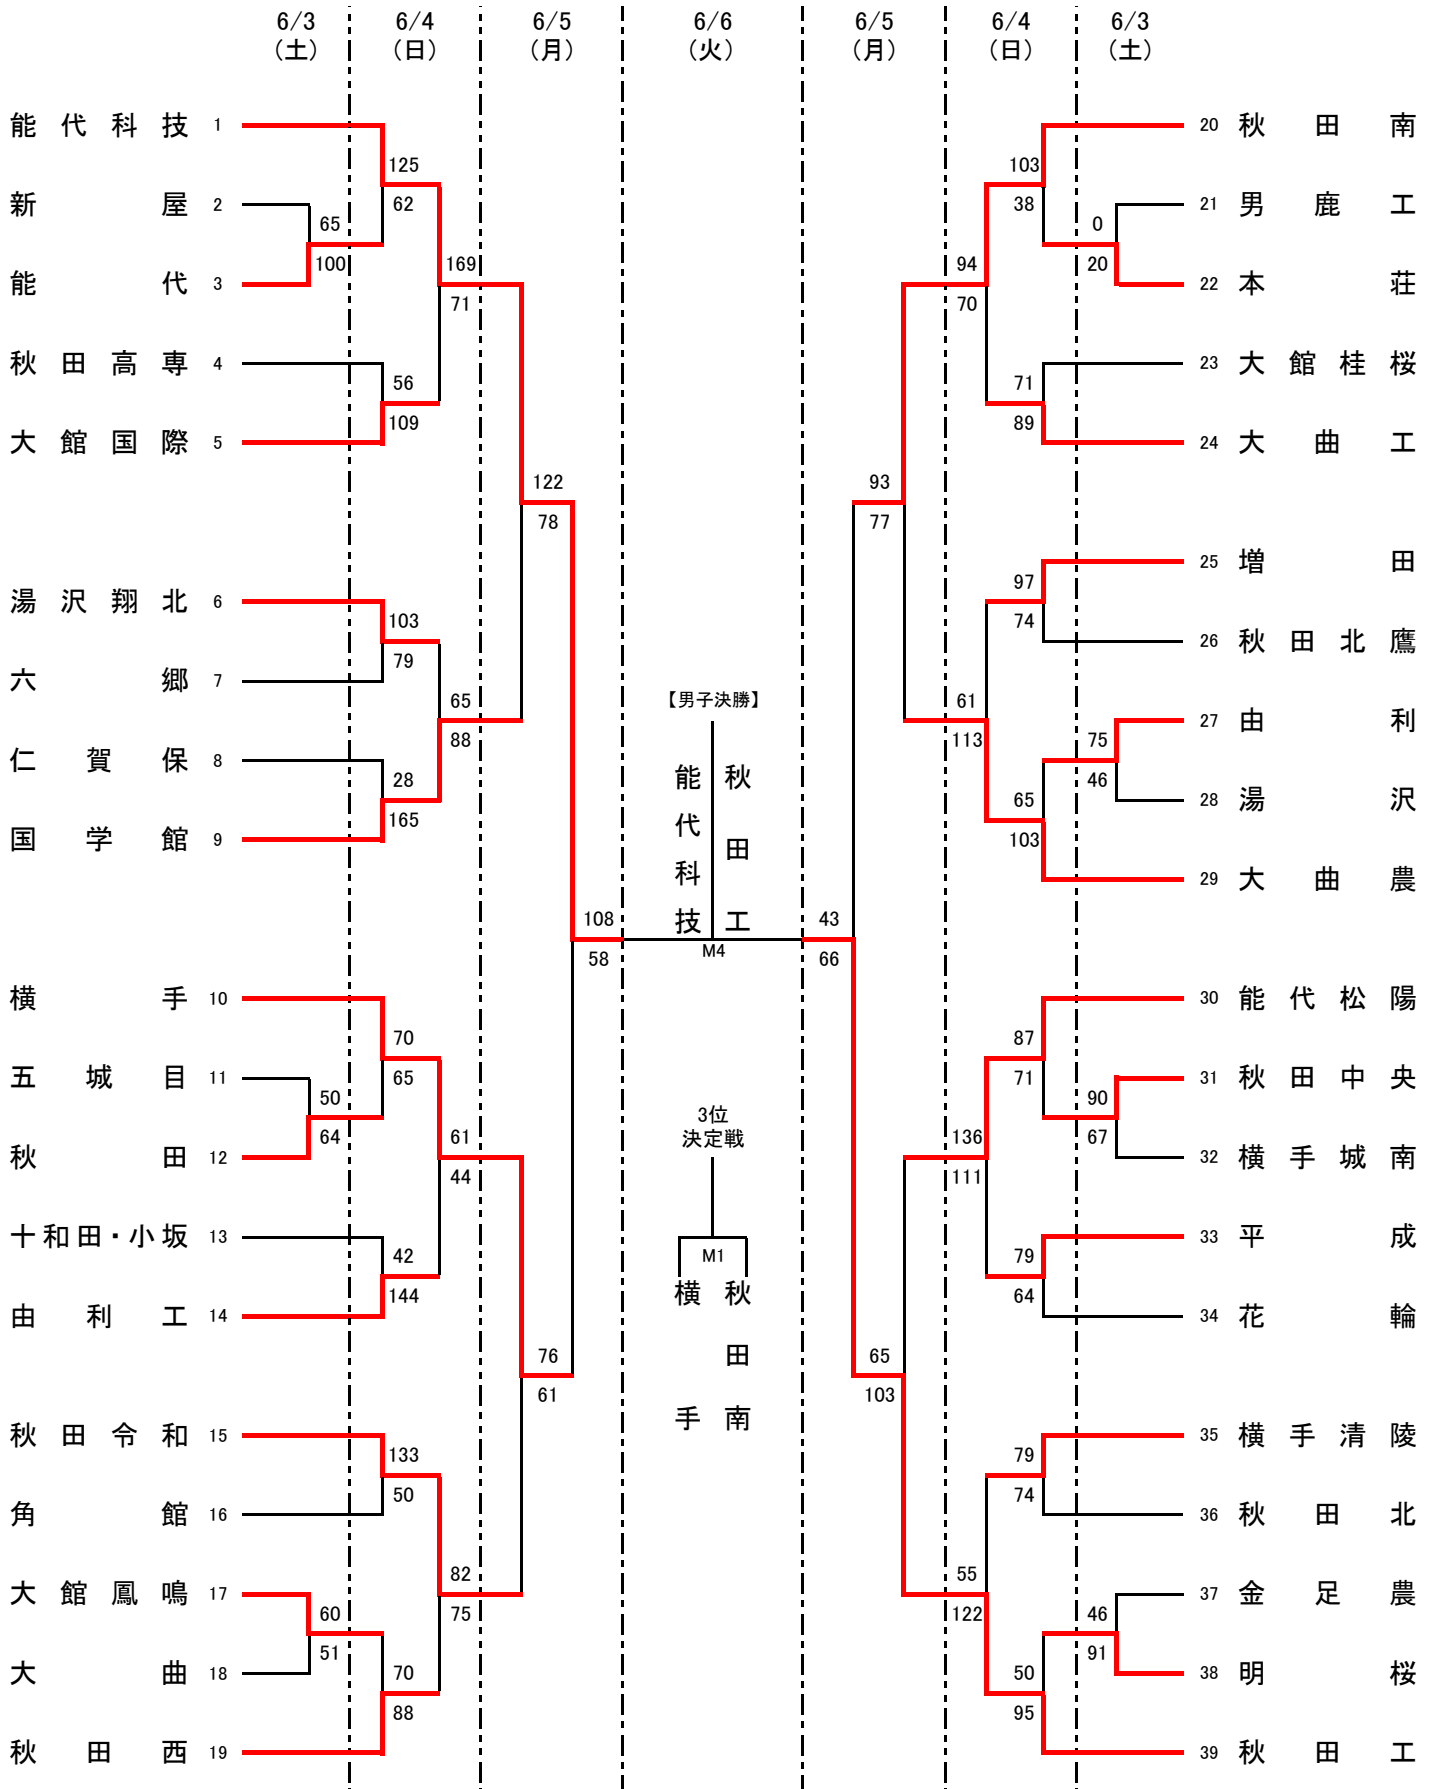 6/3 6/4 6/5 6/6 6/5 6/4 6/3
(土) (日) (月) (火) (月) (日) (土)
能代科技 1
新屋 2
能代 3
秋田高専 4
大館国際 5
湯沢翔北 6
六郷 7
仁賀保 8
国学館 9
横手 10
五城目 11
秋田 12
十和田・小坂 13
由利工 14
秋田令和 15
角館 16
大館鳳鳴 17
大曲 18
秋田西 19
65
100
50
64
60
51
125
62
56
109
103
79
28
165
70
65
42
144
133
50
70
88
169
71
65
88
61
44
82
75
122
78
76
61
108
58
【男子決勝】
能代科技
秋田工
M4
3位
決定戦
M1
横手
秋田南
43
66
93
77
65
103
94
70
61
113
136
111
55
122
103
38
71
89
97
74
65
103
87
71
79
64
79
74
50
95
0
20
75
46
90
67
46
91
20 秋田南
21 男鹿工
22 本荘
23 大館桂桜
24 大曲工
25 増田
26 秋田北鷹
27 由利
28 湯沢
29 大曲農
30 能代松陽
31 秋田中央
32 横手城南
33 平成
34 花輪
35 横手清陵
36 秋田北
37 金足農
38 明桜
39 秋田工